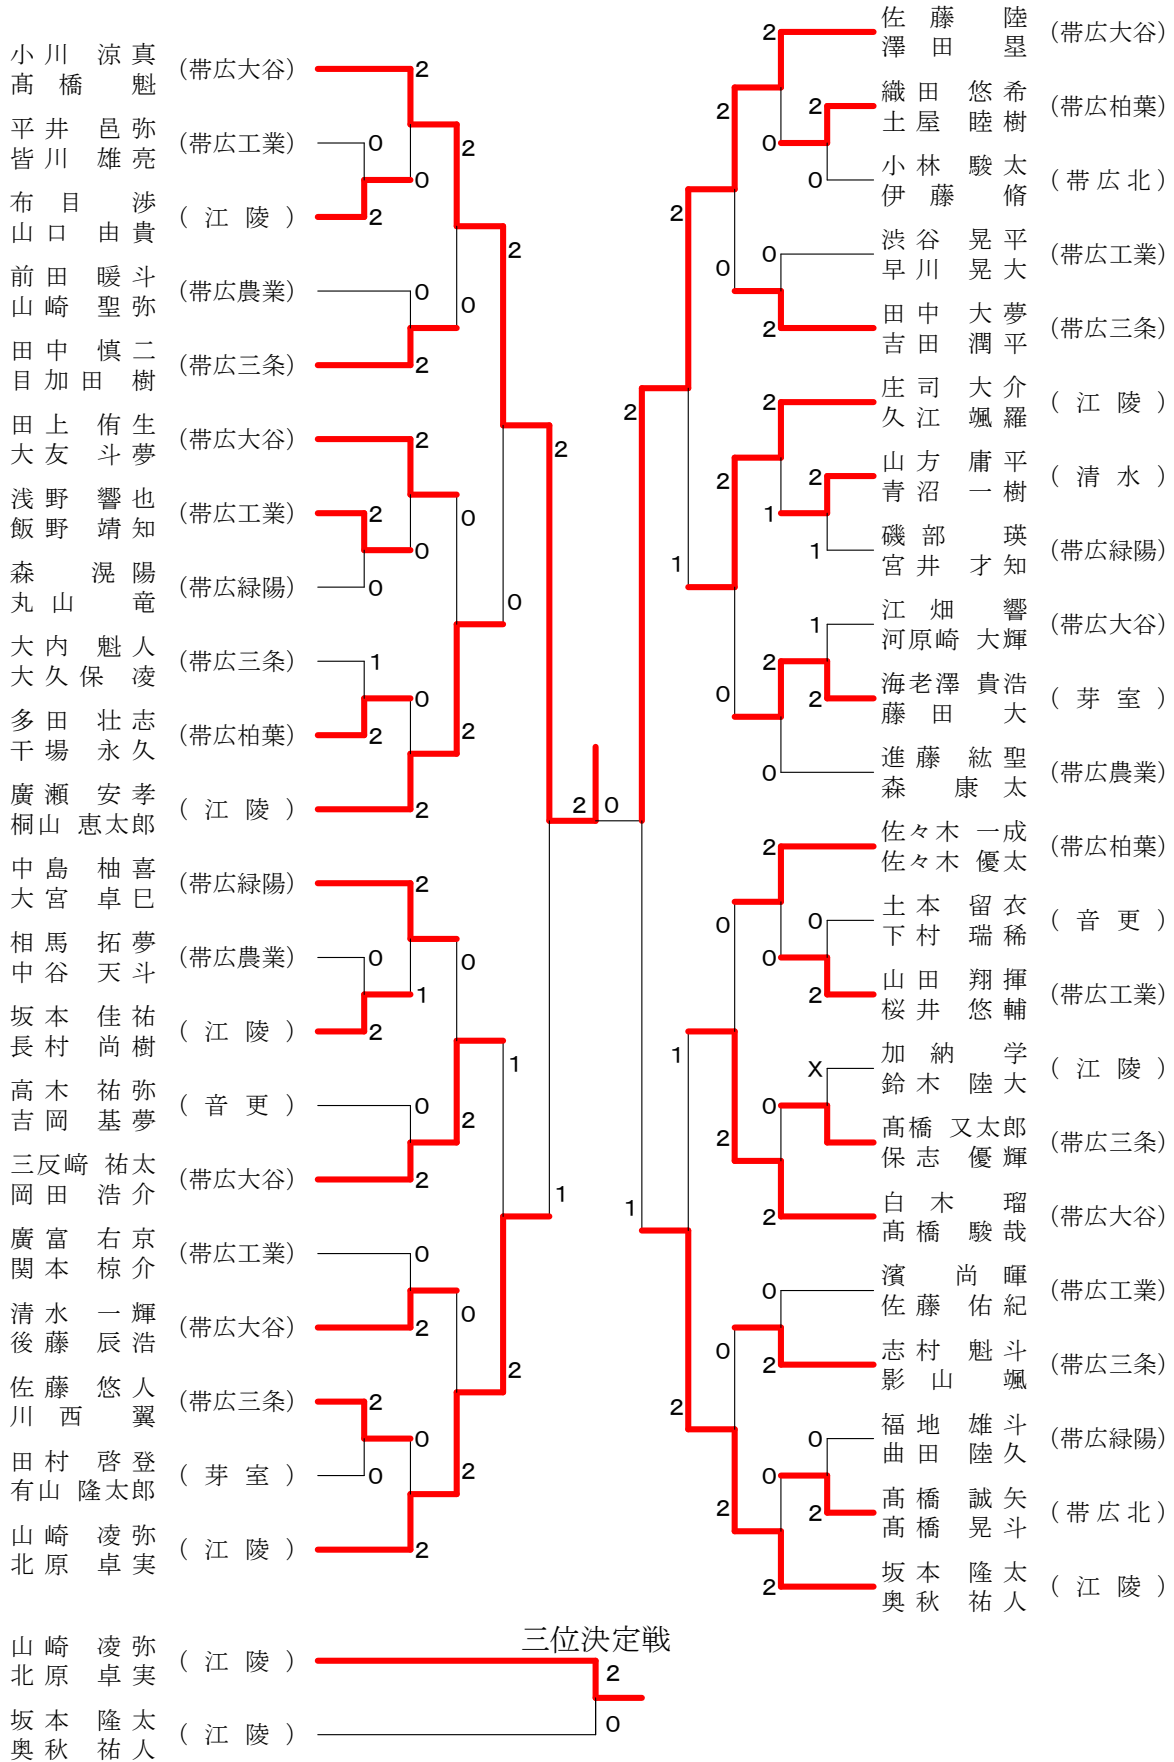 小川 涼真
髙橋 魁
(帯広大谷)
2
平井 邑弥
皆川 雄亮
(帯広工業)
0
2
0
布目 渉
山口 由貴
(江陵)
2
2
前田 暖斗
山崎 聖弥
(帯広農業)
0
0
田中 慎二
目加田 樹
(帯広三条)
2
田上 侑生
大友 斗夢
(帯広大谷)
2
2
浅野 響也
飯野 靖知
(帯広工業)
2
0
0
森 滉陽
丸山 竜
(帯広緑陽)
0
0
大内 魁人
大久保 凌
(帯広三条)
1
0
多田 壮志
干場 永久
(帯広柏葉)
2
2
廣瀬 安孝
桐山 恵太郎
(江陵)
2
2
0
中島 柚喜
大宮 卓巳
(帯広緑陽)
2
相馬 拓夢
中谷 天斗
(帯広農業)
0
0
1
坂本 佳祐
長村 尚樹
(江陵)
2
1
高木 祐弥
吉岡 基夢
(音更)
0
2
三反﨑 祐太
岡田 浩介
(帯広大谷)
2
1
廣富 右京
関本 椋介
(帯広工業)
0
清水 一輝
後藤 辰浩
(帯広大谷)
2
0
佐藤 悠人
川西 翼
(帯広三条)
2
2
0
田村 啓登
有山 隆太郎
(芽室)
0
2
山崎 凌弥
北原 卓実
(江陵)
2
佐藤 陸
澤田 塁
(帯広大谷)
2
織田 悠希
土屋 睦樹
(帯広柏葉)
2
2
0
小林 駿太
伊藤 脩
(帯広北)
0
2
渋谷 晃平
早川 晃大
(帯広工業)
0
0
田中 大夢
吉田 潤平
(帯広三条)
2
庄司 大介
久江 颯羅
(江陵)
2
2
山方 庸平
青沼 一樹
(清水)
2
2
1
磯部 瑛
宮井 才知
(帯広緑陽)
1
1
江畑 響
河原崎 大輝
(帯広大谷)
1
2
海老澤 貴浩
藤田 大
(芽室)
2
0
進藤 紘聖
森 康太
(帯広農業)
0
佐々木 一成
佐々木 優太
(帯広柏葉)
2
土本 留衣
下村 瑞稀
(音更)
0
0
0
山田 翔揮
桜井 悠輔
(帯広工業)
2
1
加納 学
鈴木 陸大
(江陵)
X
0
髙橋 又太郎
保志 優輝
(帯広三条)
2
白木 瑠
髙橋 駿哉
(帯広大谷)
2
1
濱 尚暉
佐藤 佑紀
(帯広工業)
0
0
志村 魁斗
影山 颯
(帯広三条)
2
2
福地 雄斗
曲田 陸久
(帯広緑陽)
0
0
髙橋 誠矢
髙橋 晃斗
(帯広北)
2
2
坂本 隆太
奥秋 祐人
(江陵)
2
三位決定戦
山崎 凌弥
北原 卓実
(江陵)
2
坂本 隆太
奥秋 祐人
(江陵)
0